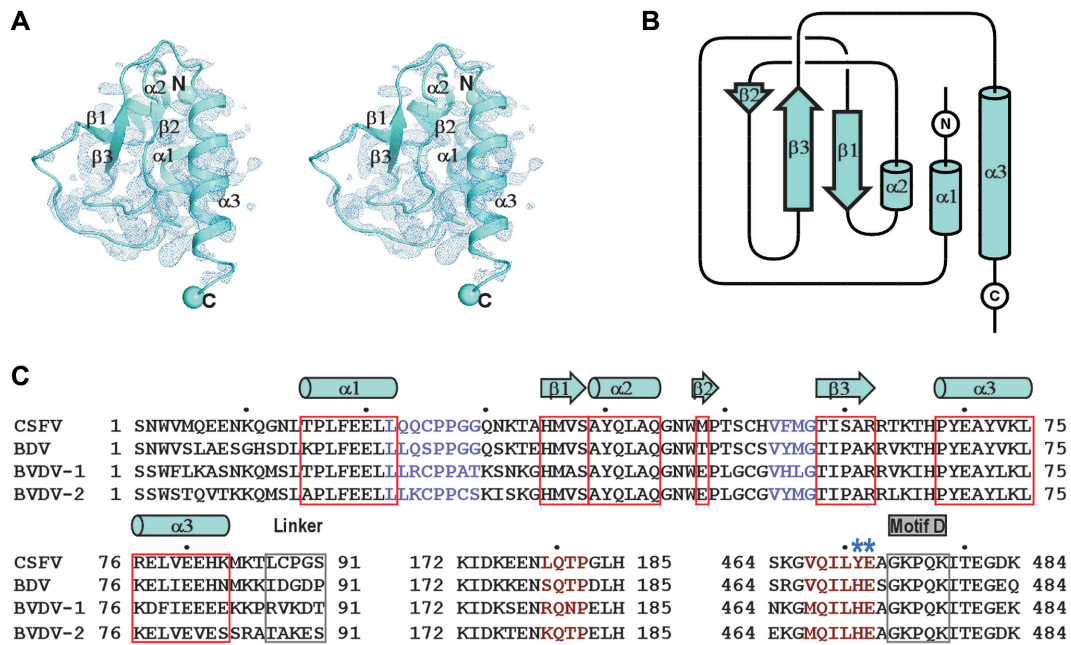 A
B
N
α2
β1
β2
β3
α1
α3
C
N
α2
β1
β2
β3
α1
α3
C
β2
β3
β1
α2
N
α1
α3
C
C
α1 β1 α2 β2 β3 α3
CSFV 1 SNWVMQEENKQGNLTPLFEELLQQCPPGGQNKTAHMVSAYQLAQGNWMPTSCHVFMGTISARRTKTHPYEAYVKL 75
BDV 1 SNWVSLAESGHSDLKPLFEELLLQSPPGGQSKTEHMVSAYQLAQGNWTPTSCSVYMGTIPARRTKIHPYEAYLKL 75
BVDV-1 1 SSWFLKASNKQMSLTPLFEELLLRCPPATKSNKGHMASAYQLAQGNWEPLGCGVHLGTIPARRVKIHPYEAYLKL 75
BVDV-2 1 SSWSTQVTKKQMSLAPLFEELLLKCPPCSKISKGHMVSAYQLAQGNWEPLGCGVYMGTIPARRLKIHPYEAYLKL 75
α3 Linker Motif D
**
CSFV 76 RELVEEHKMKTLCPGS 91 172 KIDKEENLQTPGLH 185 464 SKGVQILYEAGKPQKITEGDK 484
BDV 76 KELVEEHKMKKIDGDP 91 172 KIDKEENSQTPELH 185 464 SKGVQILHESGKPQKITEGEQ 484
BVDV-1 76 KDFIEEEEKKPRVKDT 91 172 KIDKSENRQNPELH 185 464 NKGMQILHEAGKPQKITEGEK 484
BVDV-2 76 KELVEVESSRATAKES 91 172 KIDKTENKQTPELH 185 464 EKGMQILHEAGKPQKITEGDK 484